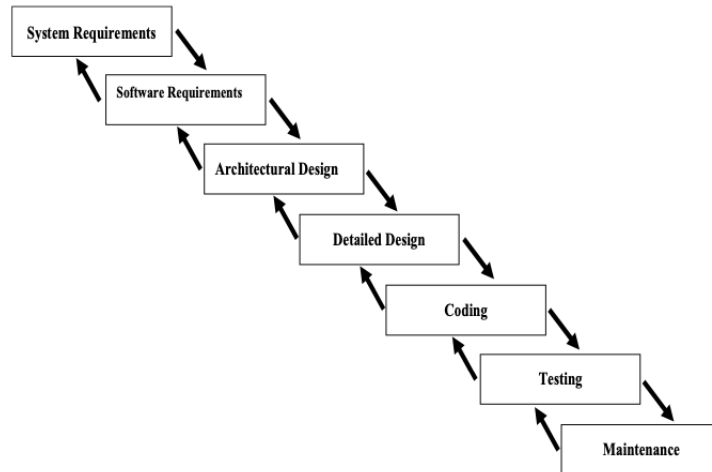 System Requirements
Software Requirements
Architectural Design
Detailed Design
Coding
Testing
Maintenance